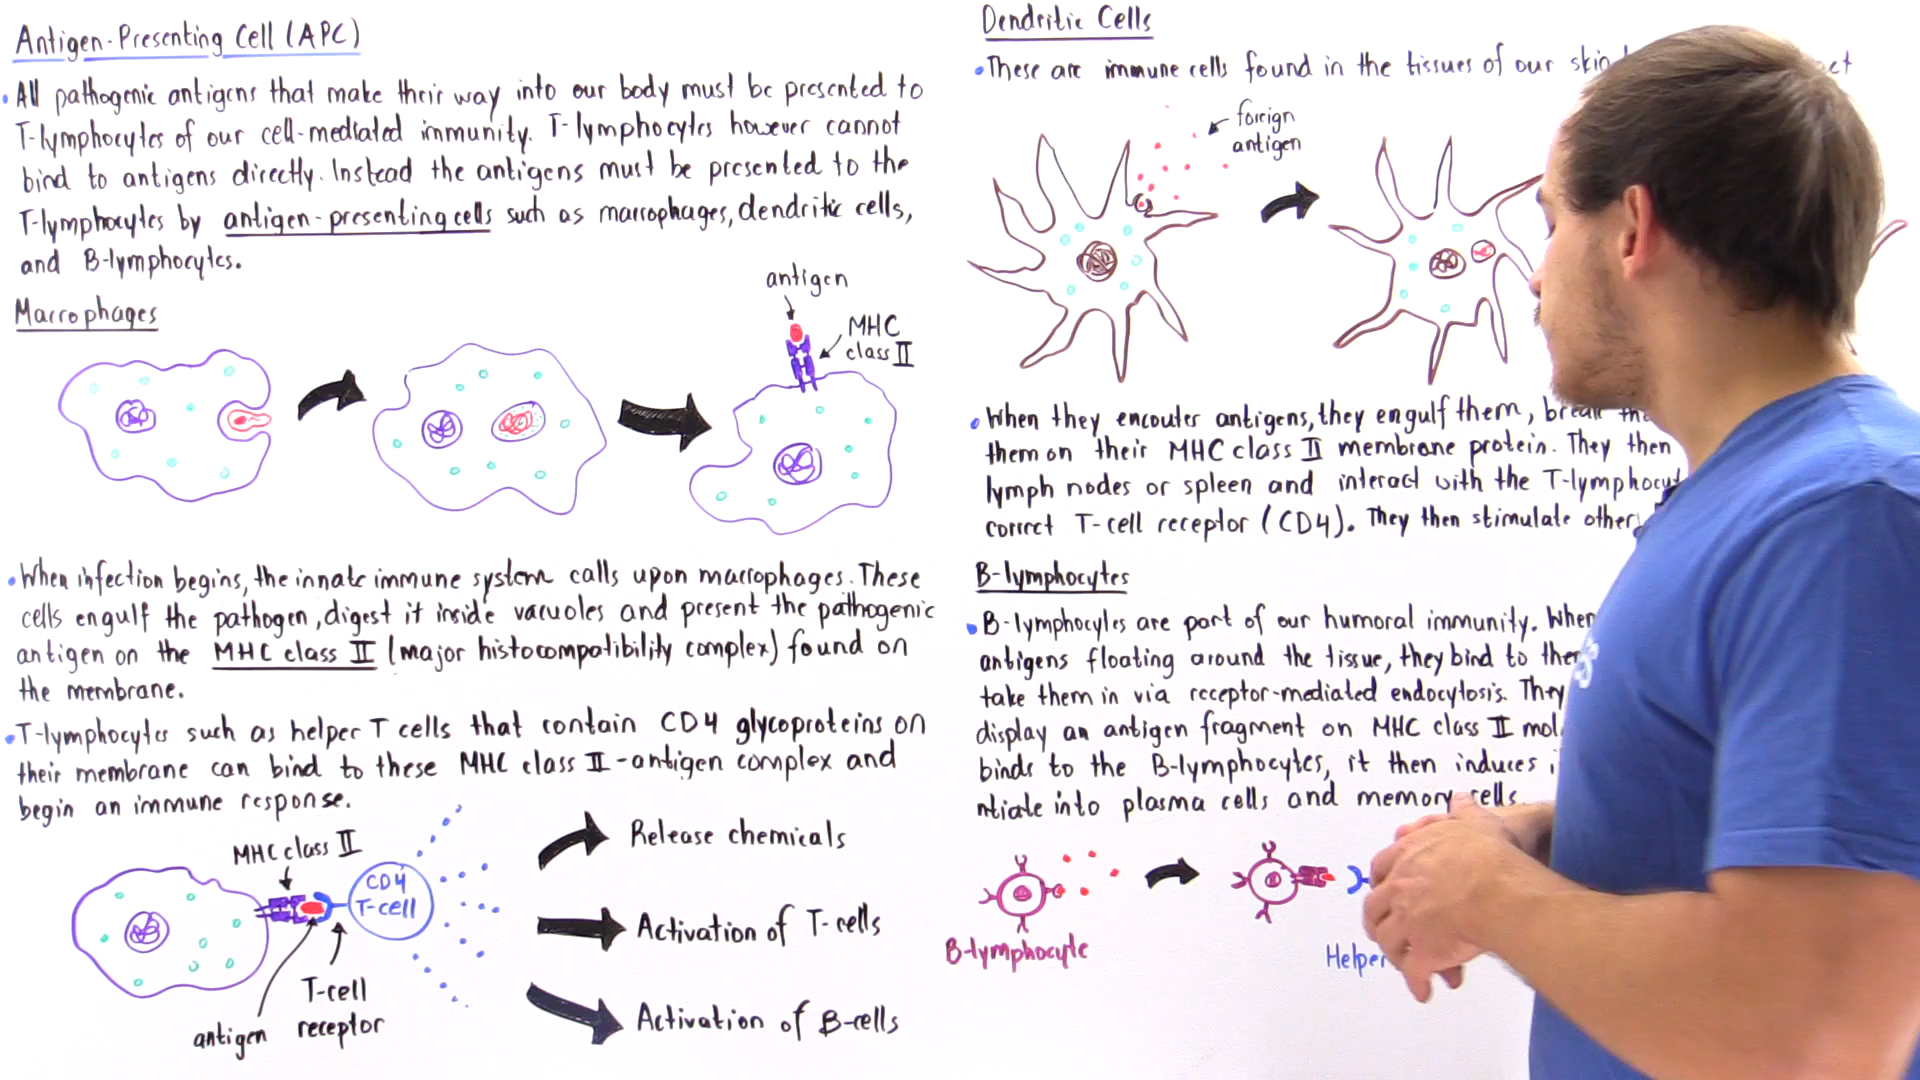 Antigen-Presenting Cell (APC)
• All pathogenic antigens that make their way into our body must be presented to
T-lymphocytes of our cell-mediated immunity. T-lymphocytes however cannot
bind to antigens directly. Instead the antigens must be presented to the
T-lymphocytes by antigen-presenting cells such as macrophages, dendritic cells,
and B-lymphocytes.
Macrophages
antigen
MHC
class II
• When infection begins, the innate immune system calls upon macrophages. These
cells engulf the pathogen, digest it inside vacuoles and present the pathogenic
antigen on the MHC class II (major histocompatibility complex) found on
the membrane.
• T-lymphocytes such as helper T cells that contain CD4 glycoproteins on
their membrane can bind to these MHC class II-antigen complex and
begin an immune response.
MHC class II
CD4
T-cell
antigen
T-cell
receptor
Release chemicals
Activation of T-cells
Activation of B-cells
Dendritic Cells
• These are immune cells found in the tissues of our skin
foreign
antigen
• When they encouter antigens, they engulf them, break
them on their MHC class II membrane protein. They then
lymph nodes or spleen and interact with the
correct T-cell receptor (CD4). They then stimulate other
B-lymphocytes
• B-lymphocytes are part of our humoral immunity. When
antigens floating around the tissue, they bind to
take them in via receptor-mediated endocytosis. They
display an antigen fragment on MHC class II
binds to the B-lymphocytes, it then induces
ntiate into plasma cells and memory cells.
B-lymphocyte
Helper